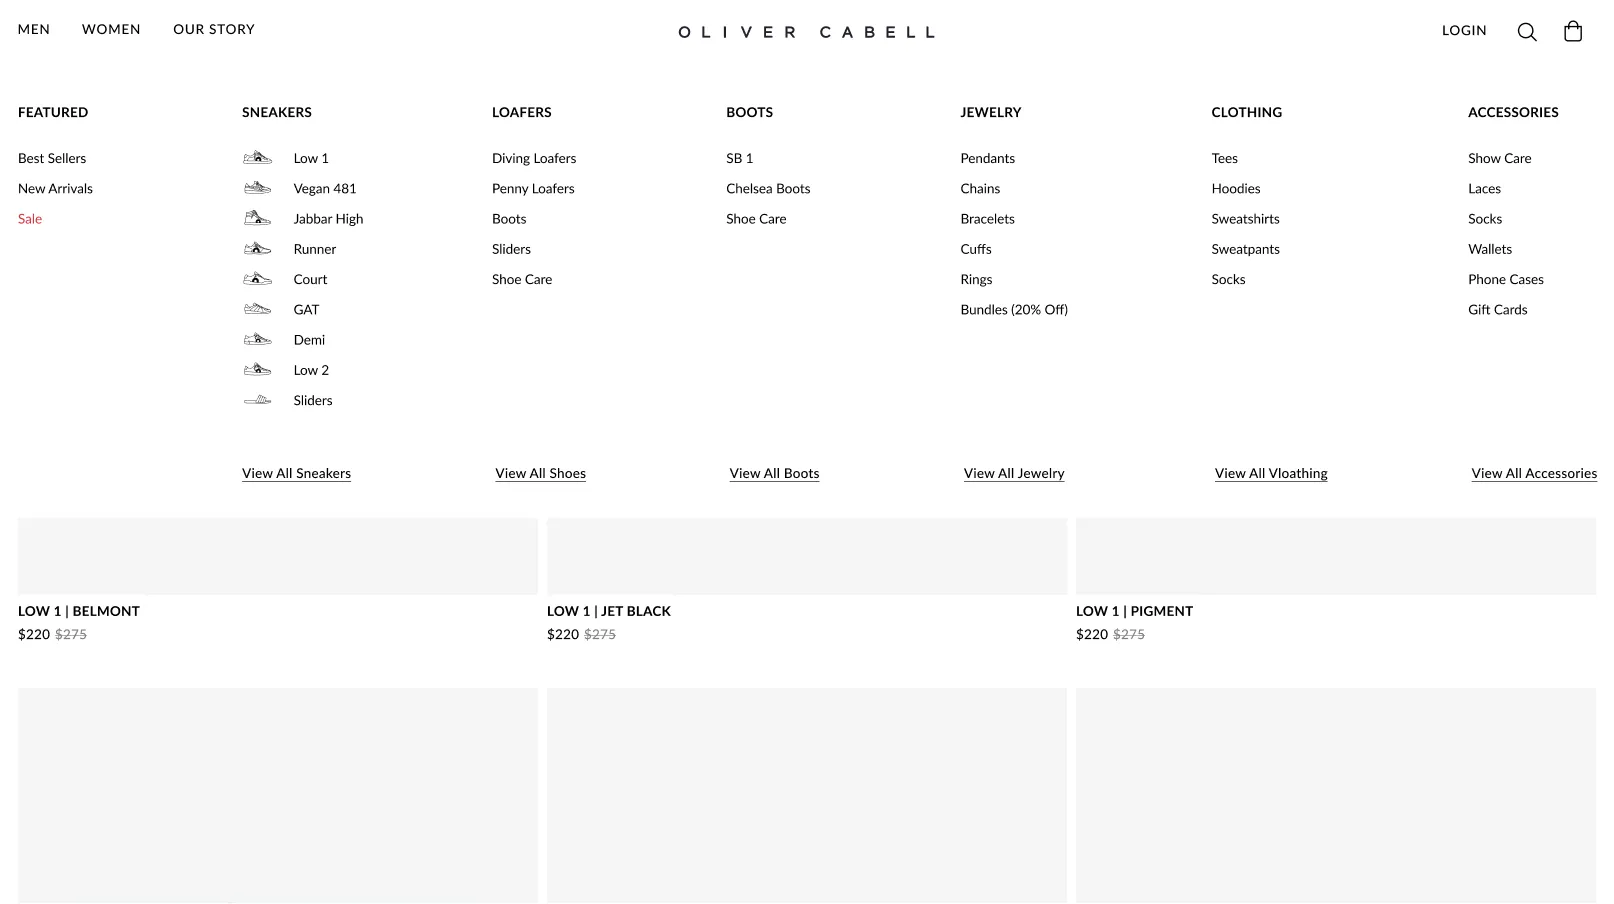 MEN WOMEN OUR STORY OLIVER CABELL LOGIN
FEATURED
Best Sellers
New Arrivals
Sale
SNEAKERS
Low 1
Vegan 481
Jabbar High
Runner
Court
GAT
Demi
Low 2
Sliders
View All Sneakers
LOAFERS
Diving Loafers
Penny Loafers
Boots
Sliders
Shoe Care
View All Shoes
BOOTS
SB 1
Chelsea Boots
Shoe Care
View All Boots
JEWELRY
Pendants
Chains
Bracelets
Cuffs
Rings
Bundles (20% Off)
View All Jewelry
CLOTHING
Tees
Hoodies
Sweatshirts
Sweatpants
Socks
View All Vloathing
ACCESSORIES
Show Care
Laces
Socks
Wallets
Phone Cases
Gift Cards
View All Accessories
LOW 1 | BELMONT
$220 $275
LOW 1 | JET BLACK
$220 $275
LOW 1 | PIGMENT
$220 $275